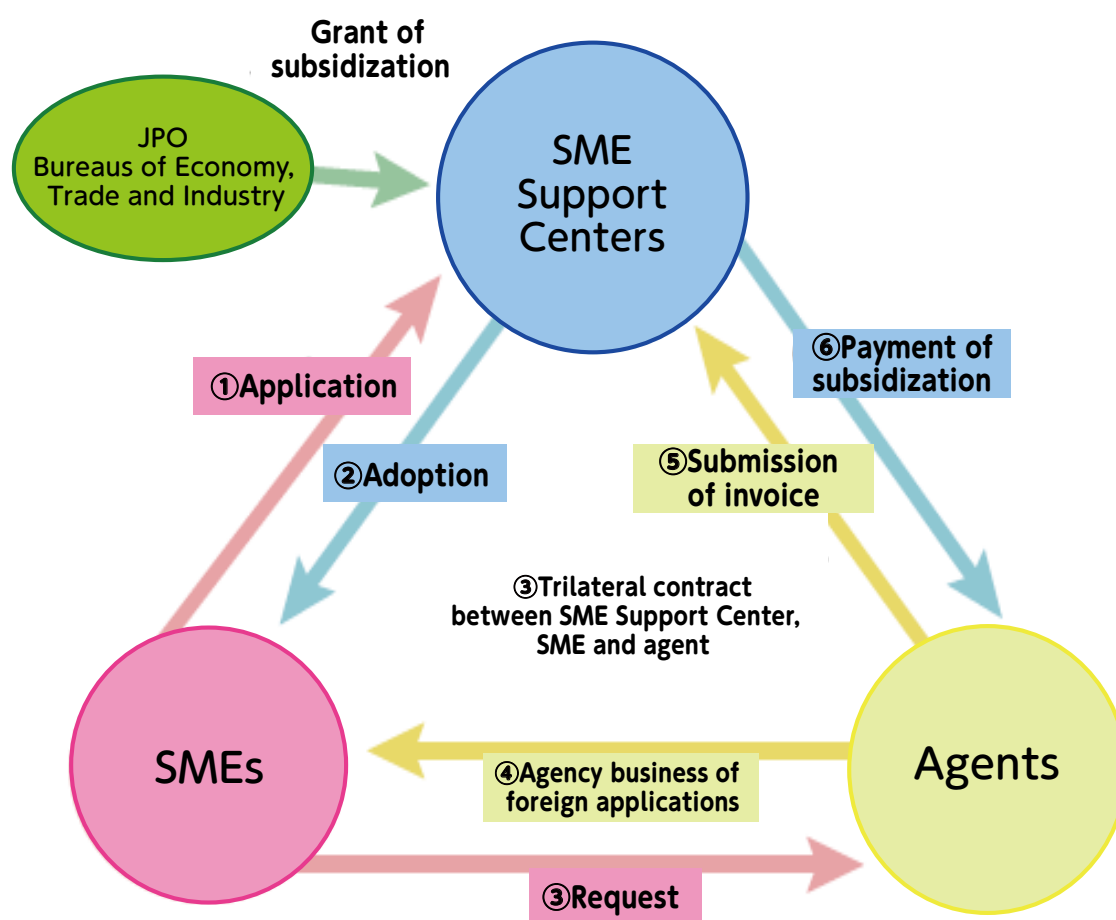 Grant of
subsidization
JPO
Bureaus of Economy,
Trade and Industry
SME
Support
Centers
①Application
②Adoption
⑥Payment of
subsidization
⑤Submission
of invoice
③Trilateral contract
between SME Support Center,
SME and agent
SMEs
Agents
④Agency business of
foreign applications
③Request